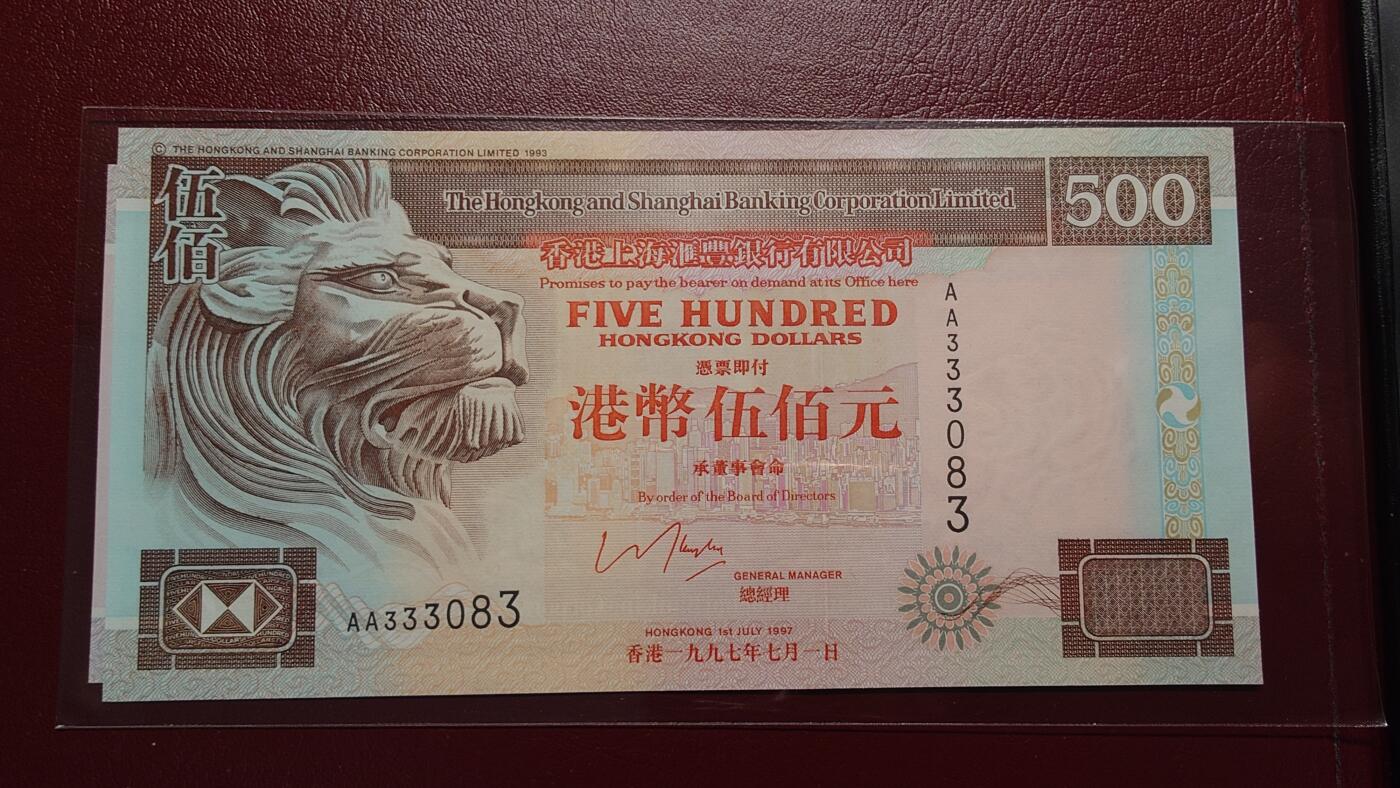 © THE HONGKONG AND SHANGHAI BANKING CORPORATION LIMITED 1993
伍佰
The Hongkong and Shanghai Banking Corporation Limited
500
香港上海滙豐銀行有限公司
Promises to pay the bearer on demand at its Office here
FIVE HUNDRED
HONGKONG DOLLARS
憑票即付
港幣伍佰元
承董事會命
By order of the Board of Directors
AA333083
GENERAL MANAGER
總經理
AA333083
HONGKONG 1st JULY 1997
香港一九九七年七月一日